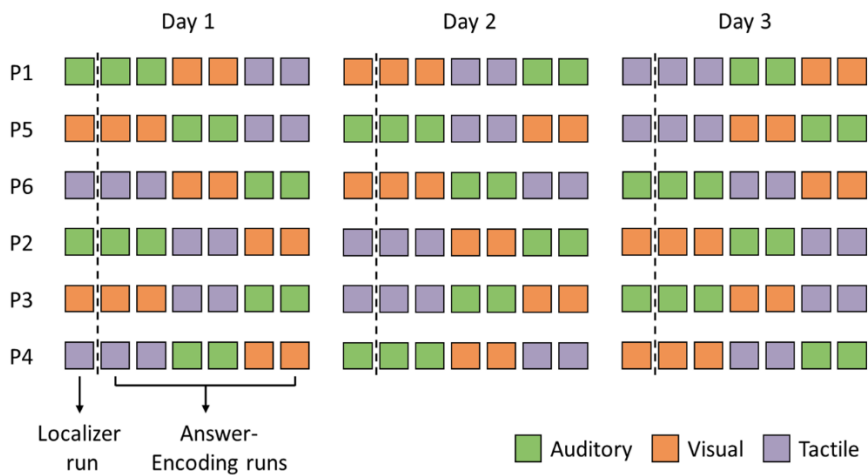 Day 1
Day 2
Day 3
P1
P5
P6
P2
P3
P4
Localizer
run
Answer-
Encoding runs
Auditory
Visual
Tactile